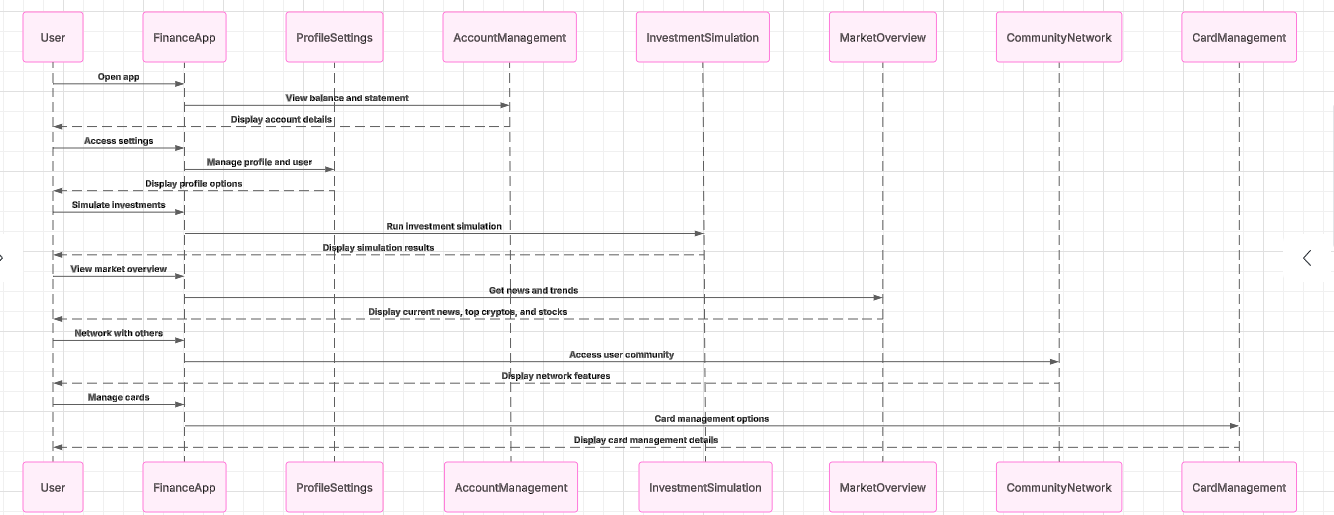 User
FinanceApp
ProfileSettings
AccountManagement
InvestmentSimulation
MarketOverview
CommunityNetwork
CardManagement
Open app
View balance and statement
Display account details
Access settings
Manage profile and user
Display profile options
Simulate investments
Run investment simulation
Display simulation results
View market overview
Get news and trends
Display current news, top cryptos, and stocks
Network with others
Access user community
Display network features
Manage cards
Card management options
Display card management details
User
FinanceApp
ProfileSettings
AccountManagement
InvestmentSimulation
MarketOverview
CommunityNetwork
CardManagement